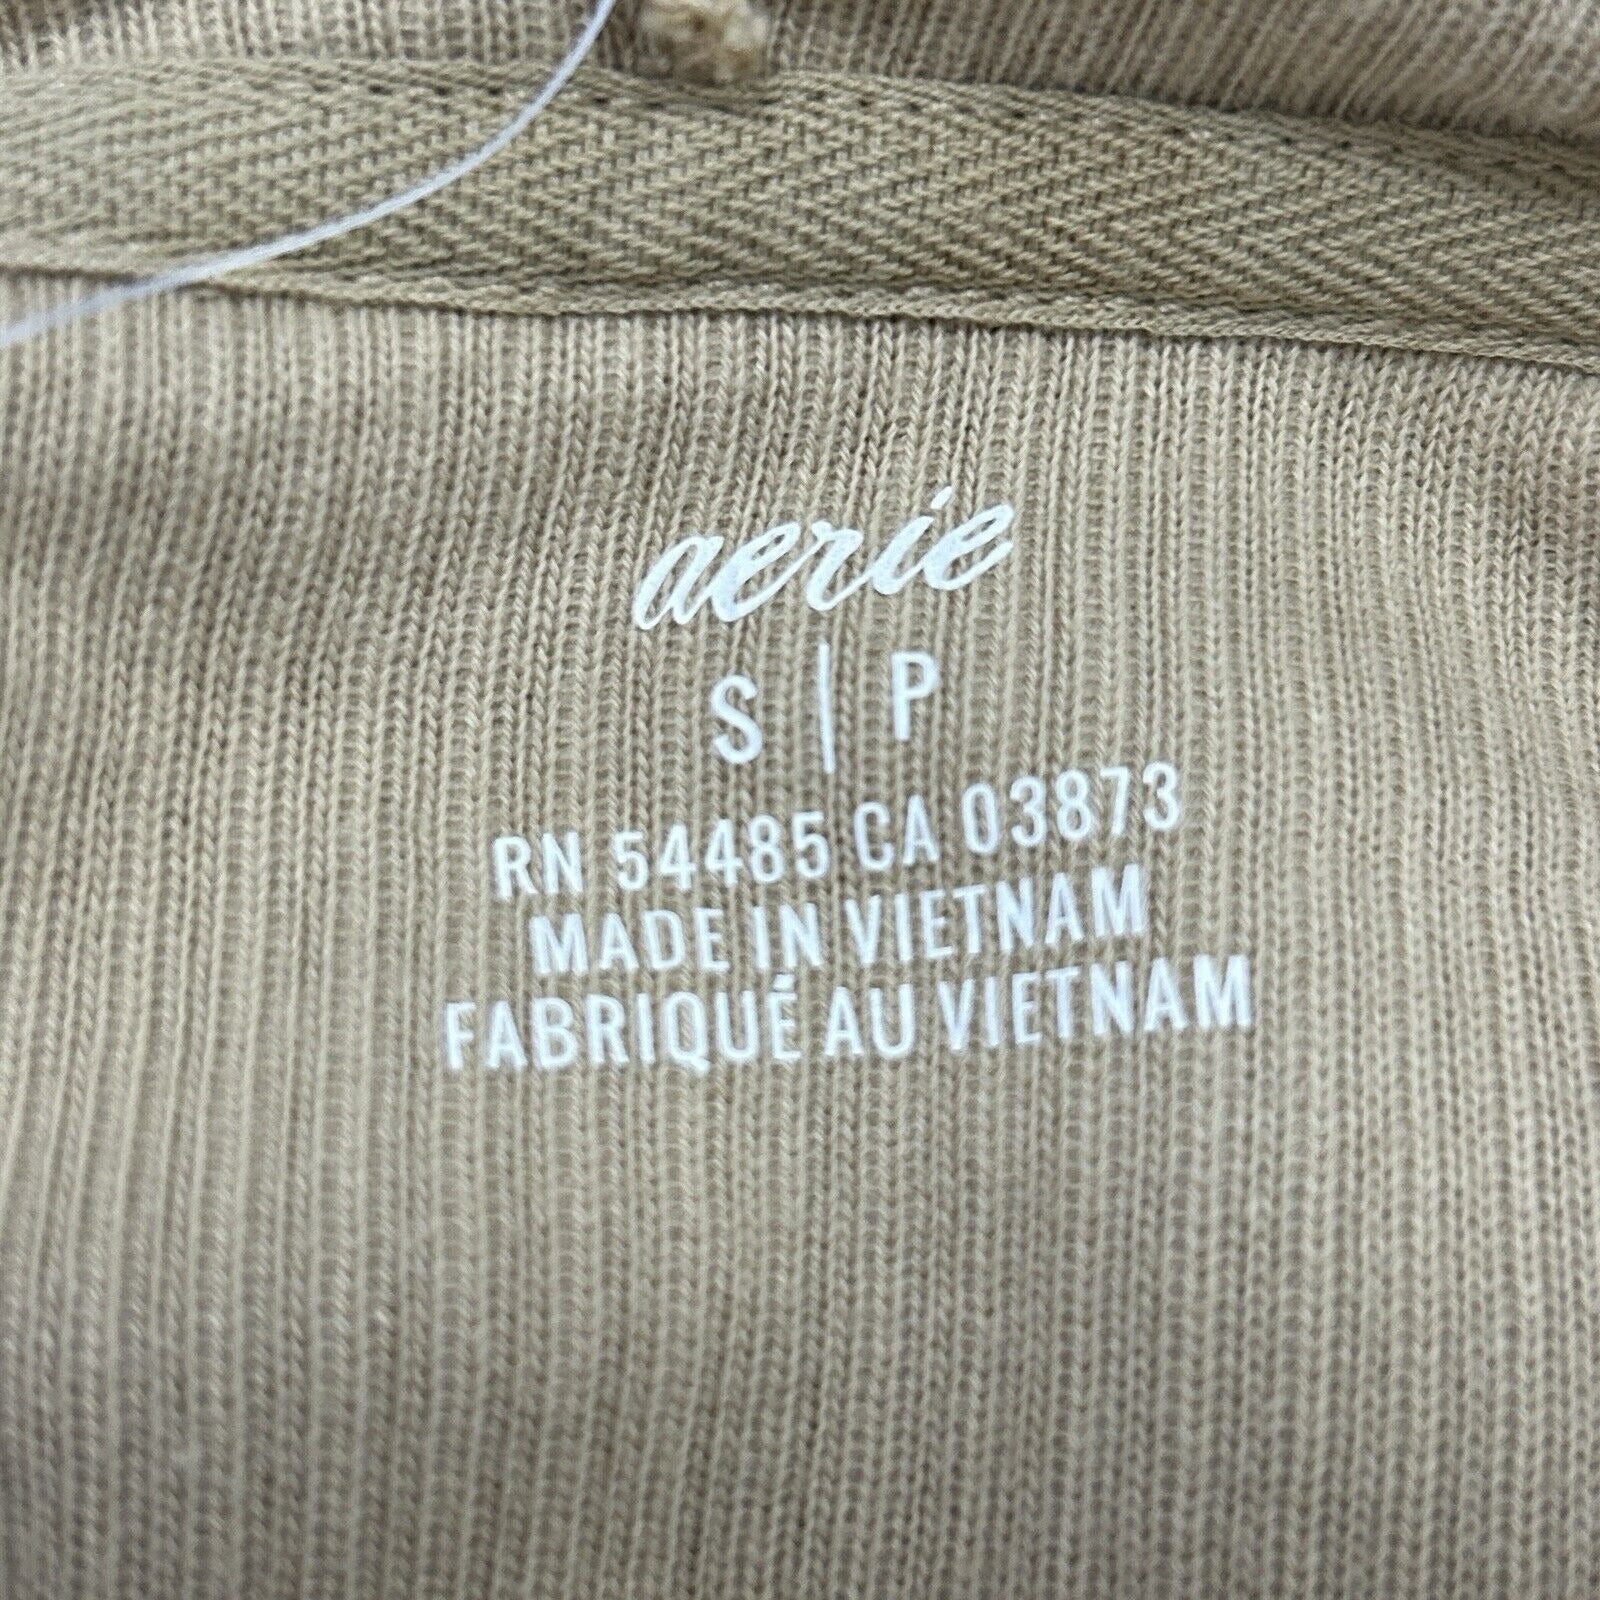 aerie
S | P
RN 54485 CA 03873
MADE IN VIETNAM
FABRIQUÉ AU VIETNAM